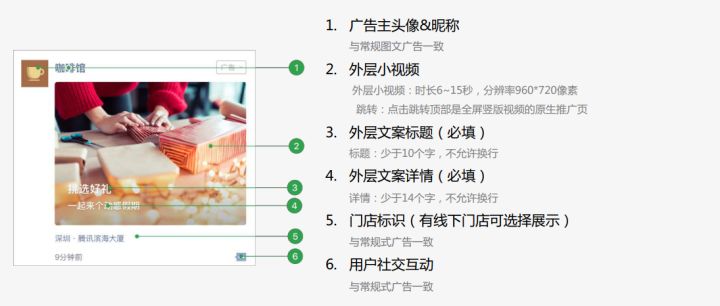 咖啡馆
广告
挑选好礼
一起来个动感假期
深圳·腾讯滨海大厦
9分钟前
1
2
3
4
5
6
1. 广告主头像&昵称
与常规图文广告一致
2. 外层小视频
外层小视频：时长6~15秒，分辨率960*720像素
跳转：点击跳转顶部是全屏竖版视频的原生推广页
3. 外层文案标题（必填）
标题：少于10个字，不允许换行
4. 外层文案详情（必填）
详情：少于14个字，不允许换行
5. 门店标识（有线下门店可选择展示）
与常规式广告一致
6. 用户社交互动
与常规式广告一致